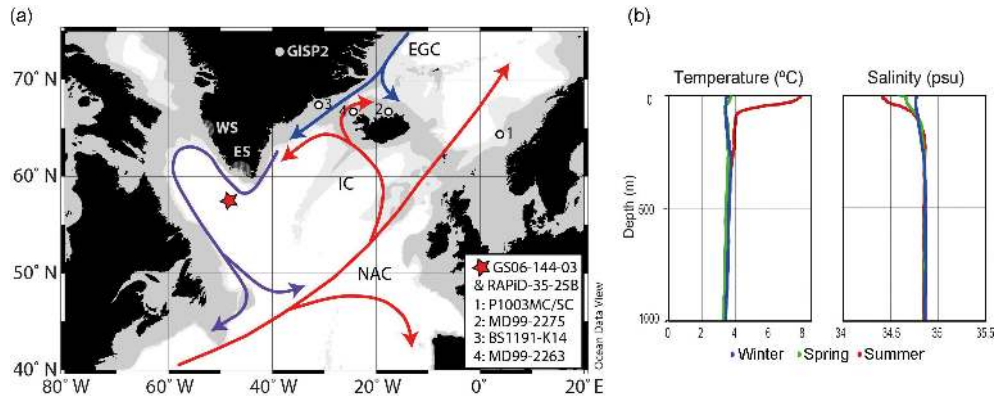 (a)
(b)
70° N
60° N
50° N
40° N
80° W
60° W
40° W
20° W
0°
20° E
GISP2
EGC
3
4
2
1
WS
ES
IC
NAC
GS06-144-03
& RAPiD-35-25B
1: P1003MC/SC
2: MD99-2275
3: BS1191-K14
4: MD99-2263
Ocean Data View
Temperature (ºC)
Salinity (psu)
Depth (m)
0
500
1000
0 2 4 6 8
34 34.5 35 35.5
Winter Spring Summer